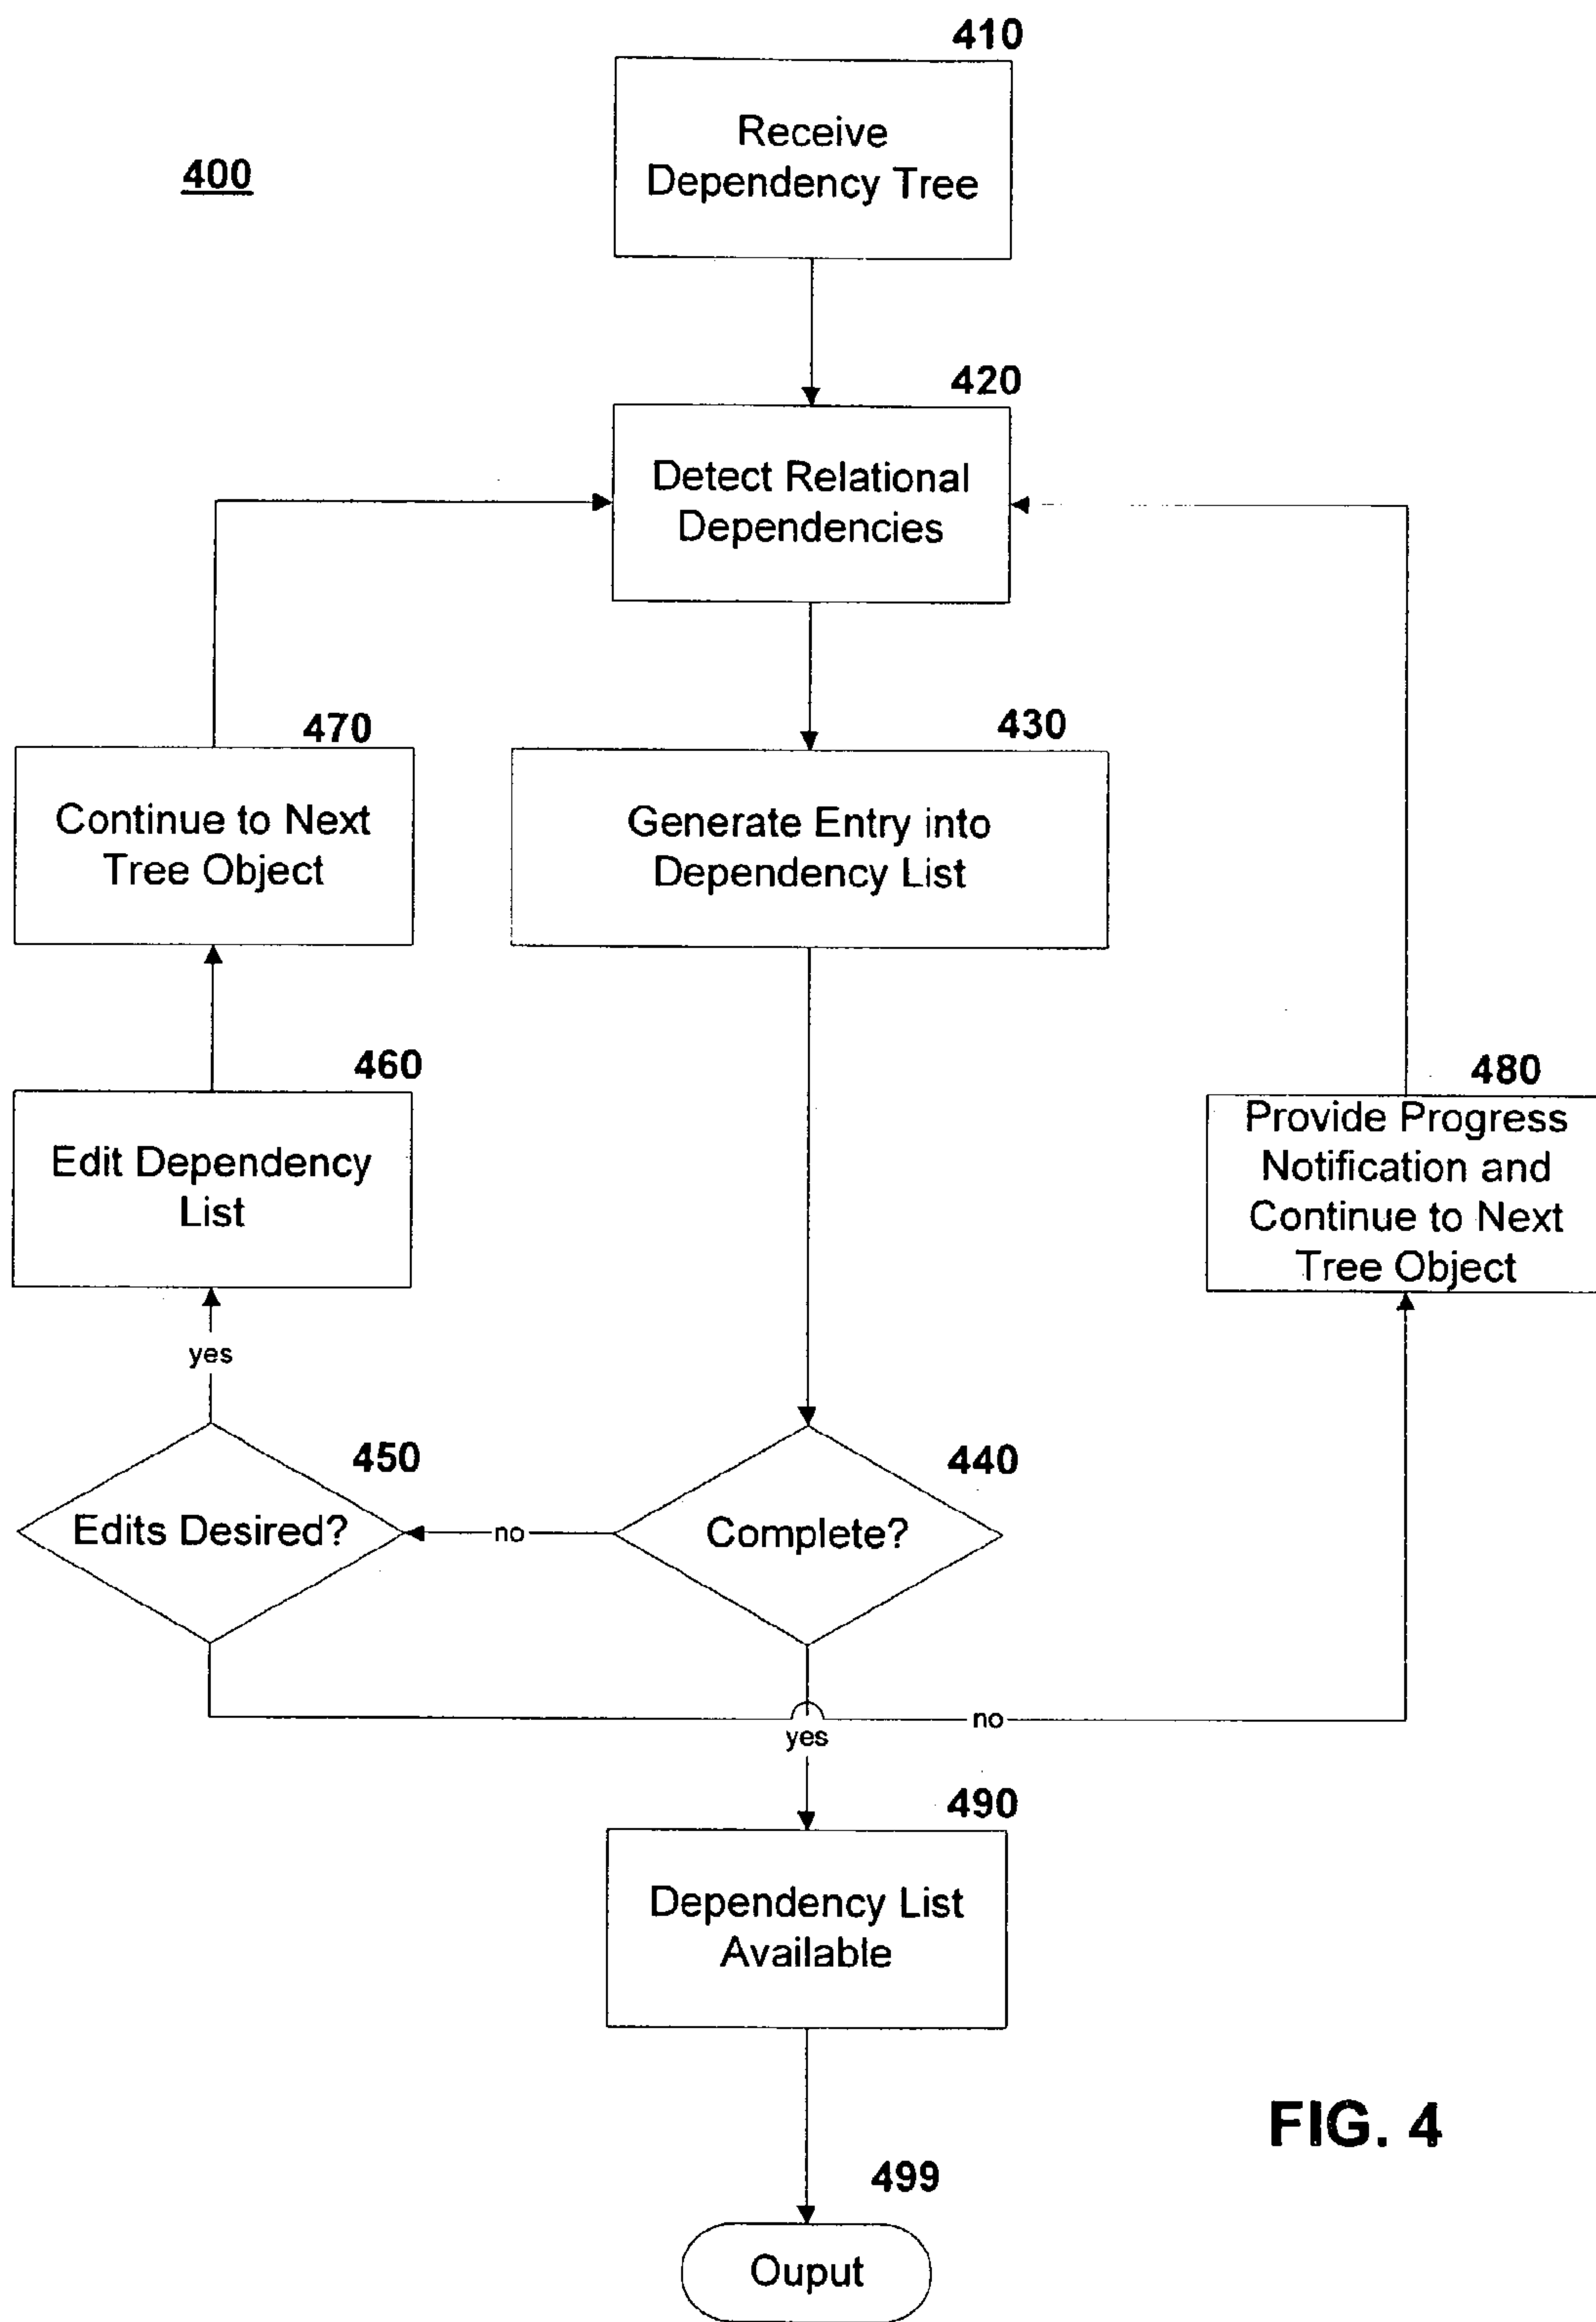 410
Receive
Dependency Tree
400
420
Detect Relational
Dependencies
470
Continue to Next
Tree Object
430
Generate Entry into
Dependency List
460
Edit Dependency
List
480
Provide Progress
Notification and
Continue to Next
Tree Object
yes
450
Edits Desired?
no
440
Complete?
no
yes
490
Dependency List
Available
FIG. 4
499
Ouput